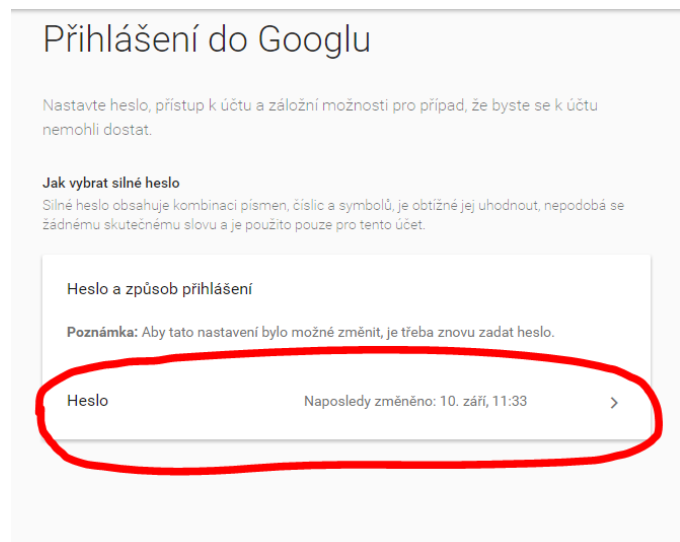 Přihlášení do Googlu
Nastavte heslo, přístup k účtu a záložní možnosti pro případ, že byste se k účtu
nemohli dostat.
Jak vybrat silné heslo
Silné heslo obsahuje kombinaci písmen, číslic a symbolů, je obtížné jej uhodnout, nepodobá se
žádnému skutečnému slovu a je použito pouze pro tento účet.
Heslo a způsob přihlášení
Poznámka: Aby tato nastavení bylo možné změnit, je třeba znovu zadat heslo.
Heslo Naposledy změněno: 10. září, 11:33